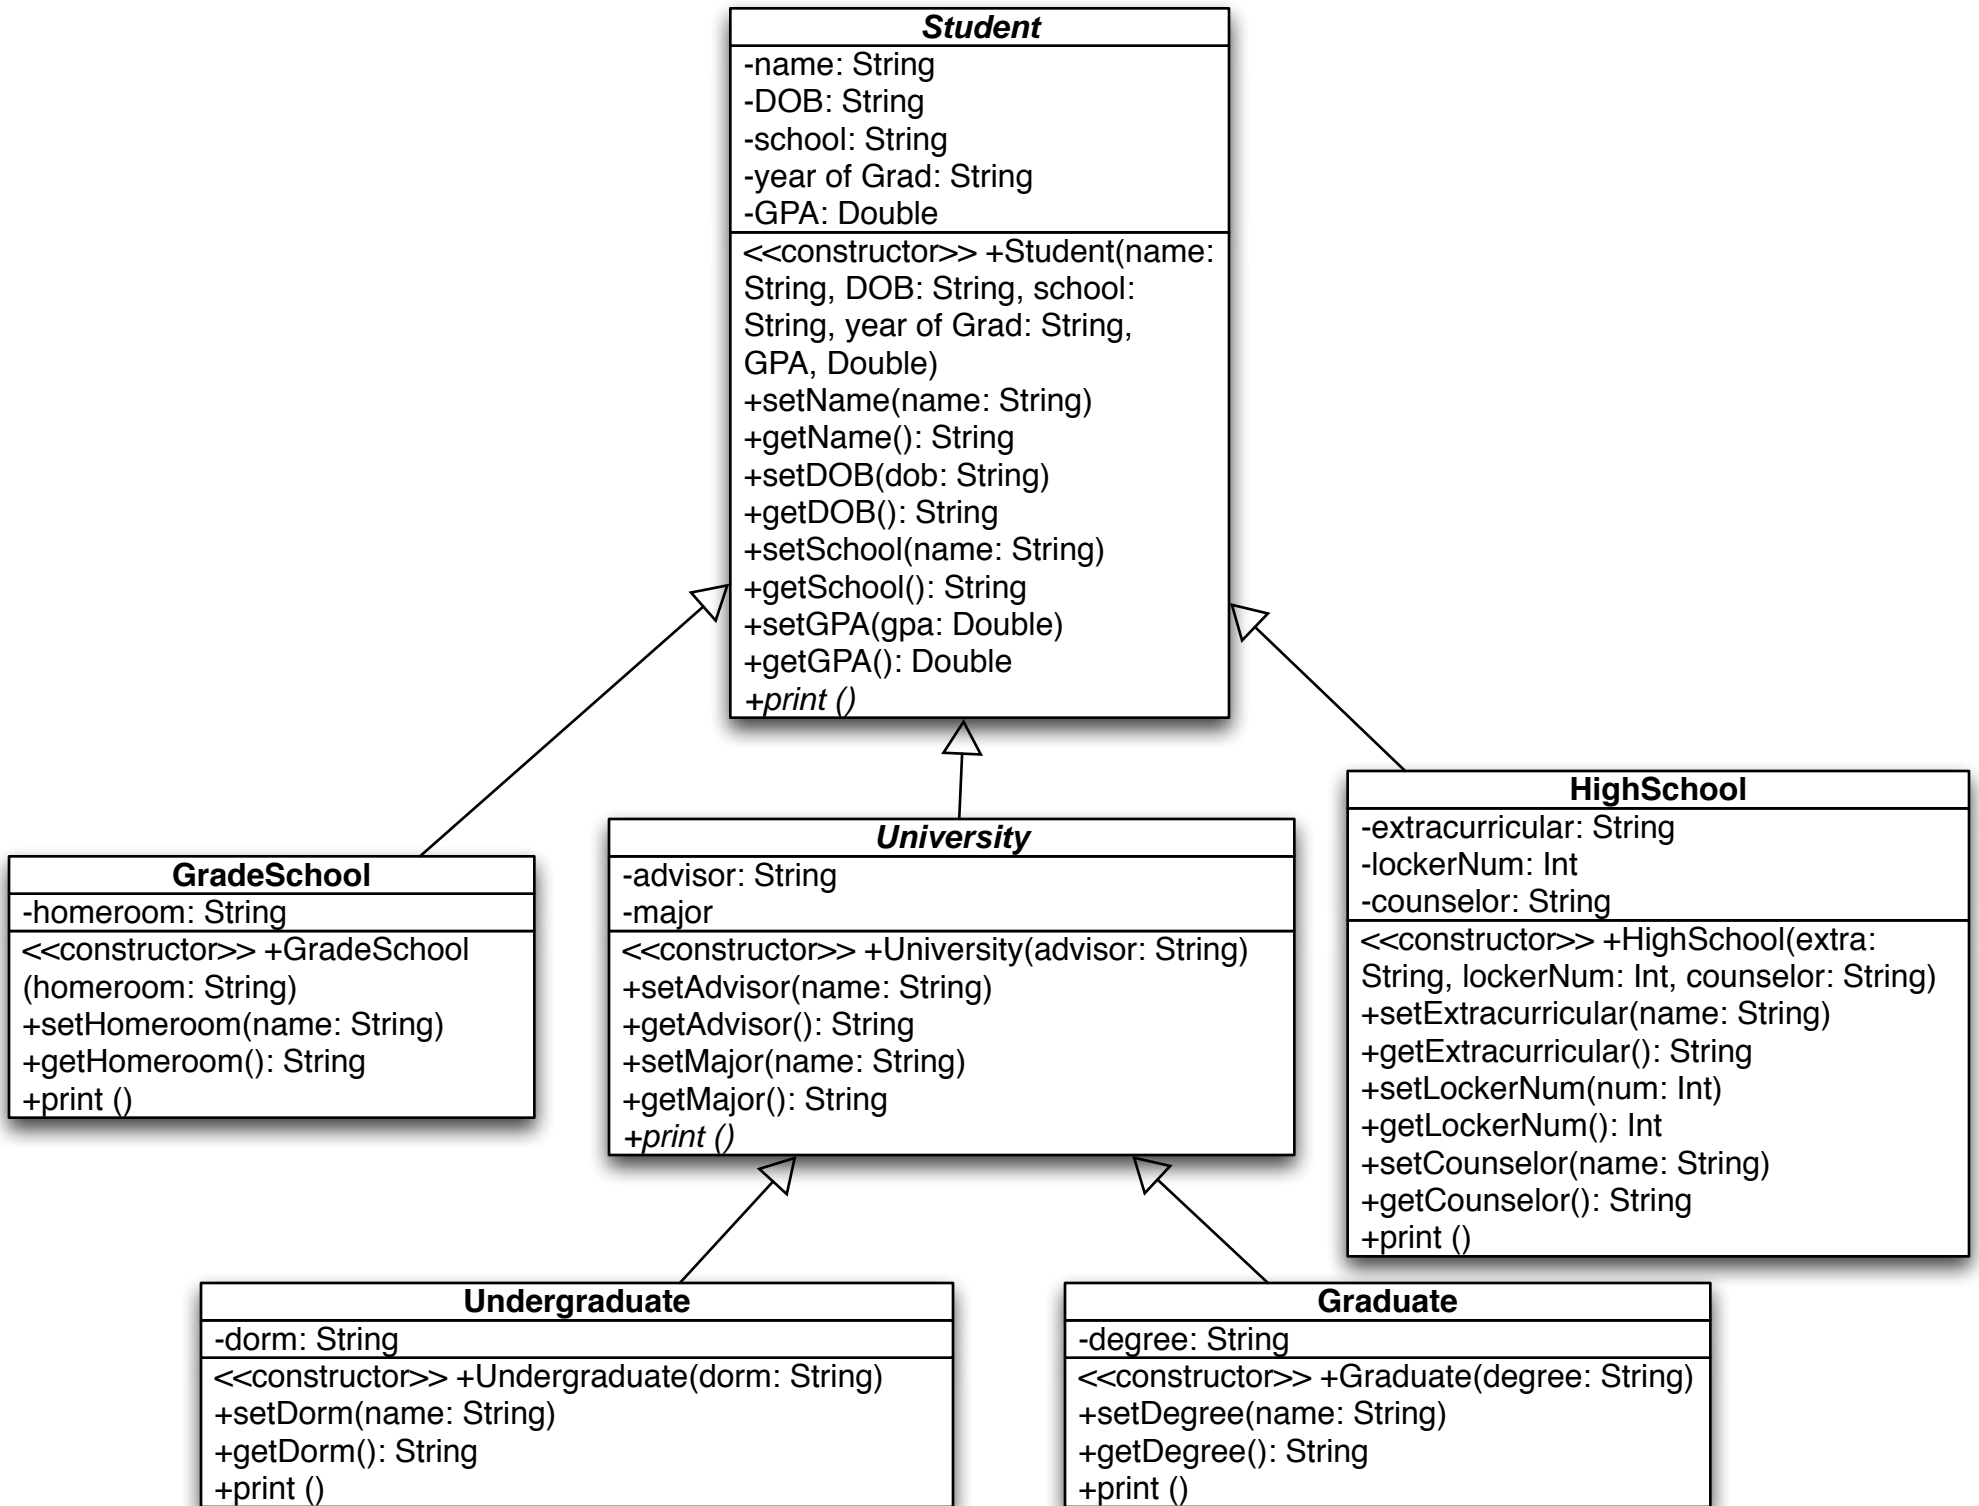 Student
-name: String
-DOB: String
-school: String
-year of Grad: String
-GPA: Double
<<constructor>> +Student(name:
String, DOB: String, school:
String, year of Grad: String,
GPA, Double)
+setName(name: String)
+getName(): String
+setDOB(dob: String)
+getDOB(): String
+setSchool(name: String)
+getSchool(): String
+setGPA(gpa: Double)
+getGPA(): Double
+print ()
GradeSchool
-homeroom: String
<<constructor>> +GradeSchool
(homeroom: String)
+setHomeroom(name: String)
+getHomeroom(): String
+print ()
University
-advisor: String
-major
<<constructor>> +University(advisor: String)
+setAdvisor(name: String)
+getAdvisor(): String
+setMajor(name: String)
+getMajor(): String
+print ()
HighSchool
-extracurricular: String
-lockerNum: Int
-counselor: String
<<constructor>> +HighSchool(extra:
String, lockerNum: Int, counselor: String)
+setExtracurricular(name: String)
+getExtracurricular(): String
+setLockerNum(num: Int)
+getLockerNum(): Int
+setCounselor(name: String)
+getCounselor(): String
+print ()
Undergraduate
-dorm: String
<<constructor>> +Undergraduate(dorm: String)
+setDorm(name: String)
+getDorm(): String
+print ()
Graduate
-degree: String
<<constructor>> +Graduate(degree: String)
+setDegree(name: String)
+getDegree(): String
+print ()